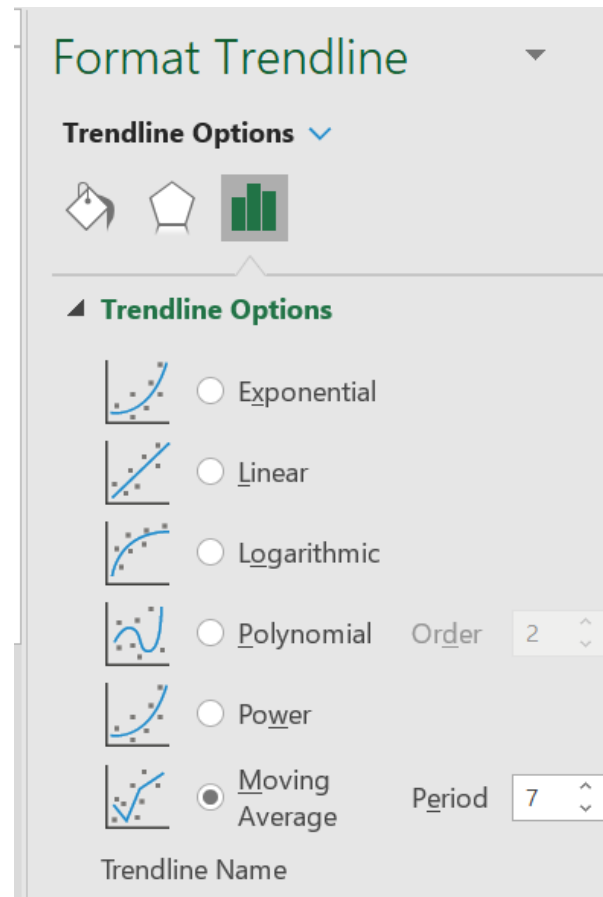 Format Trendline
Trendline Options
Trendline Options
Exponential
Linear
Logarithmic
Polynomial Order 2
Power
Moving
Average Period 7
Trendline Name